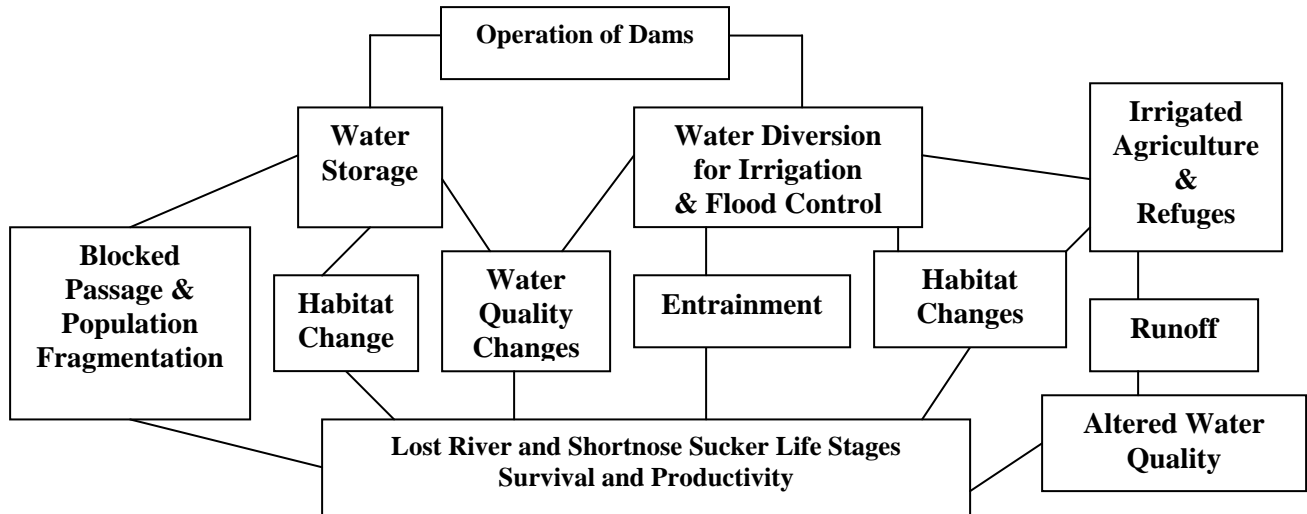 Operation of Dams
Water
Storage
Water Diversion
for Irrigation
& Flood Control
Irrigated
Agriculture
&
Refuges
Blocked
Passage &
Population
Fragmentation
Habitat
Change
Water
Quality
Changes
Entrainment
Habitat
Changes
Runoff
Altered Water
Quality
Lost River and Shortnose Sucker Life Stages
Survival and Productivity